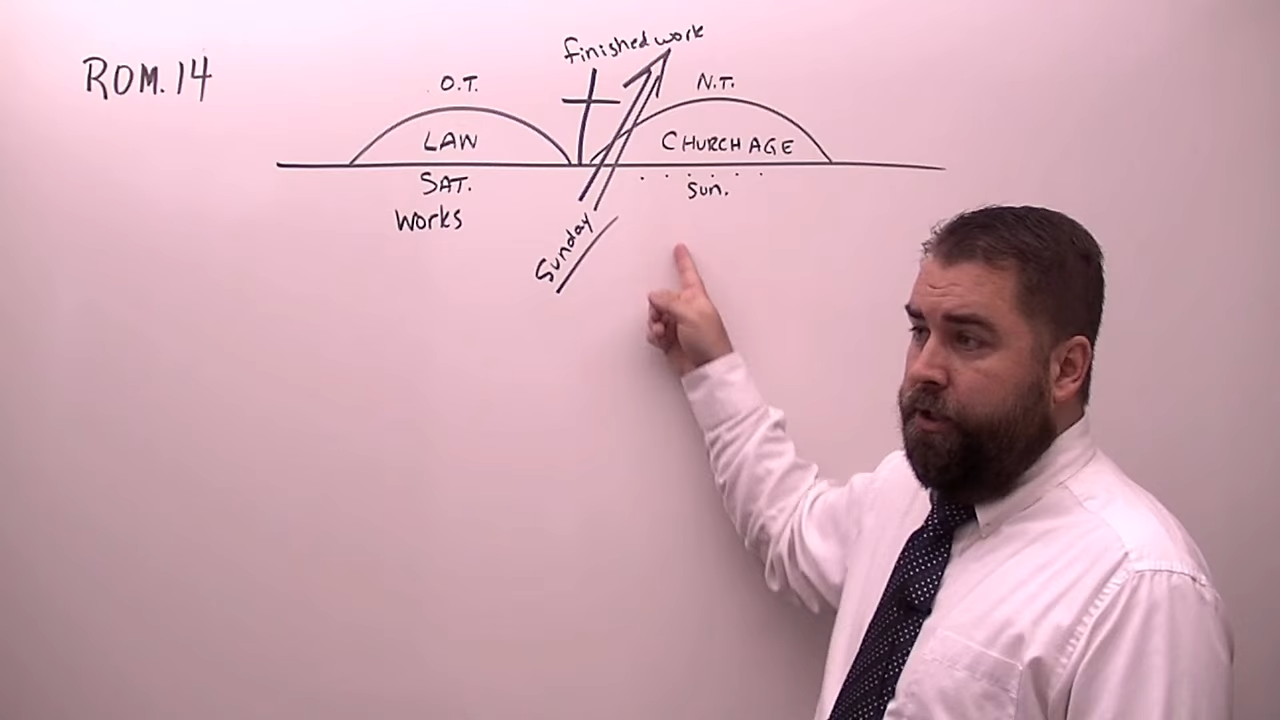 ROM. 14
finished work
O.T.
N.T.
LAW
CHURCH AGE
SAT.
Sun.
Works
Sunday